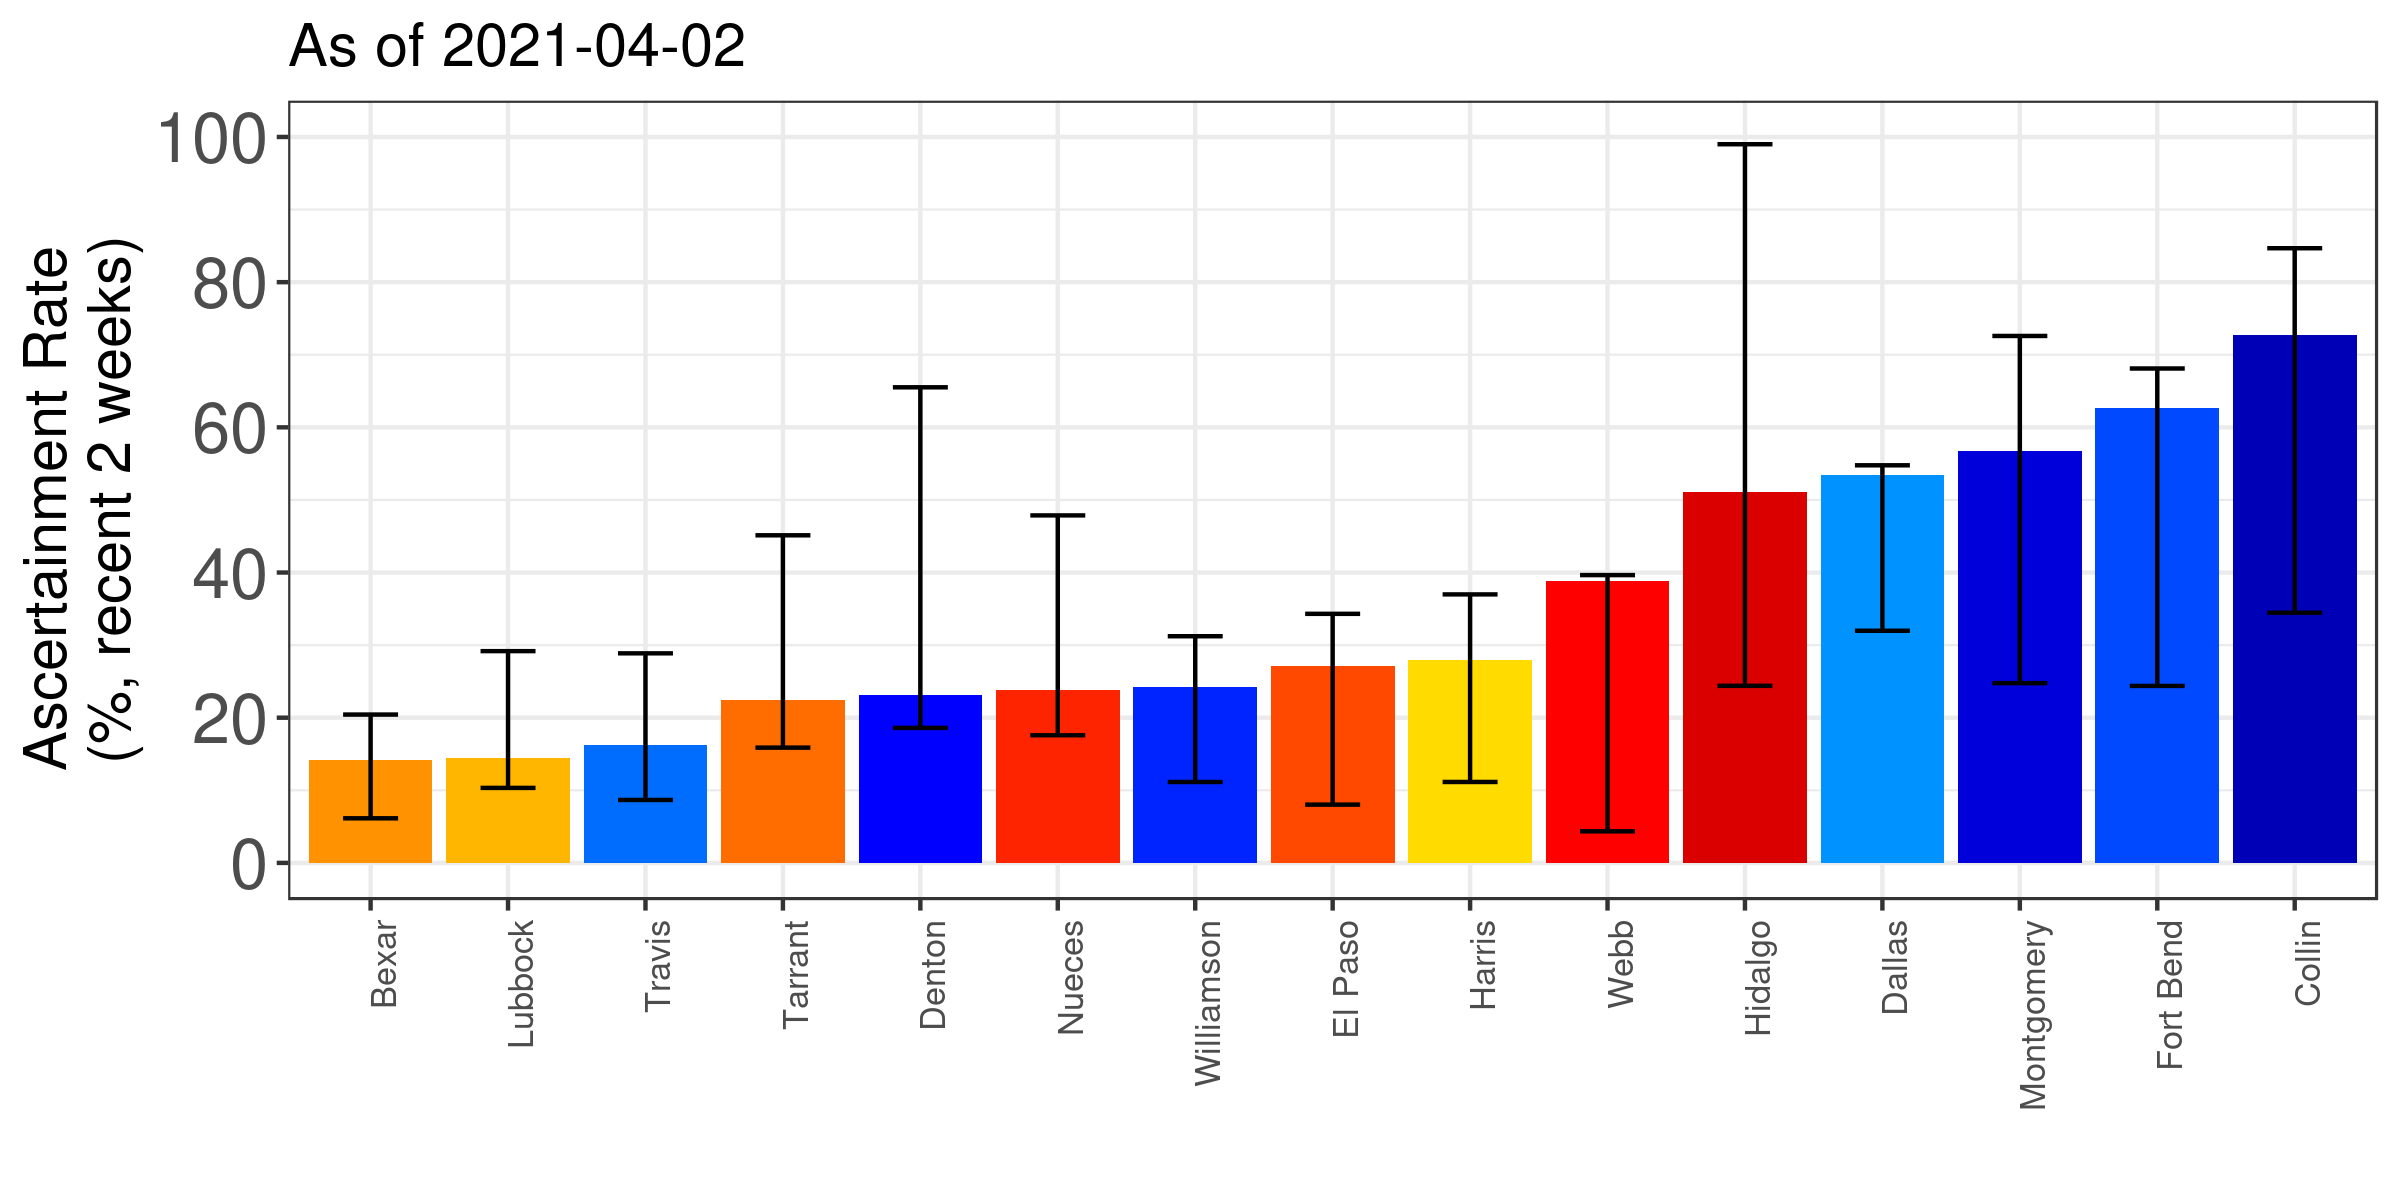 As of 2021-04-02
Ascertainment Rate
(%, recent 2 weeks)
100
80
60
40
20
0
Bexar
Lubbock
Travis
Tarrant
Denton
Nueces
Williamson
El Paso
Harris
Webb
Hidalgo
Dallas
Montgomery
Fort Bend
Collin